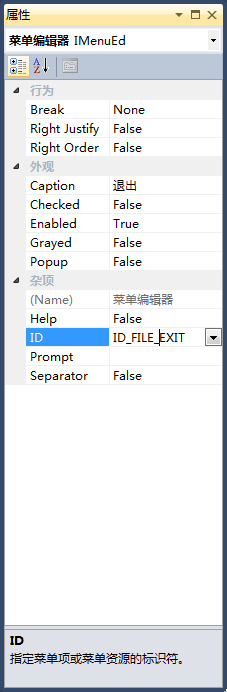 属性
菜单编辑器 IMenuEd
行为
Break None
Right Justify False
Right Order False
外观
Caption 退出
Checked False
Enabled True
Grayed False
Popup False
杂项
(Name) 菜单编辑器
Help False
ID ID_FILE_EXIT
Prompt
Separator False
ID
指定菜单项或菜单资源的标识符。